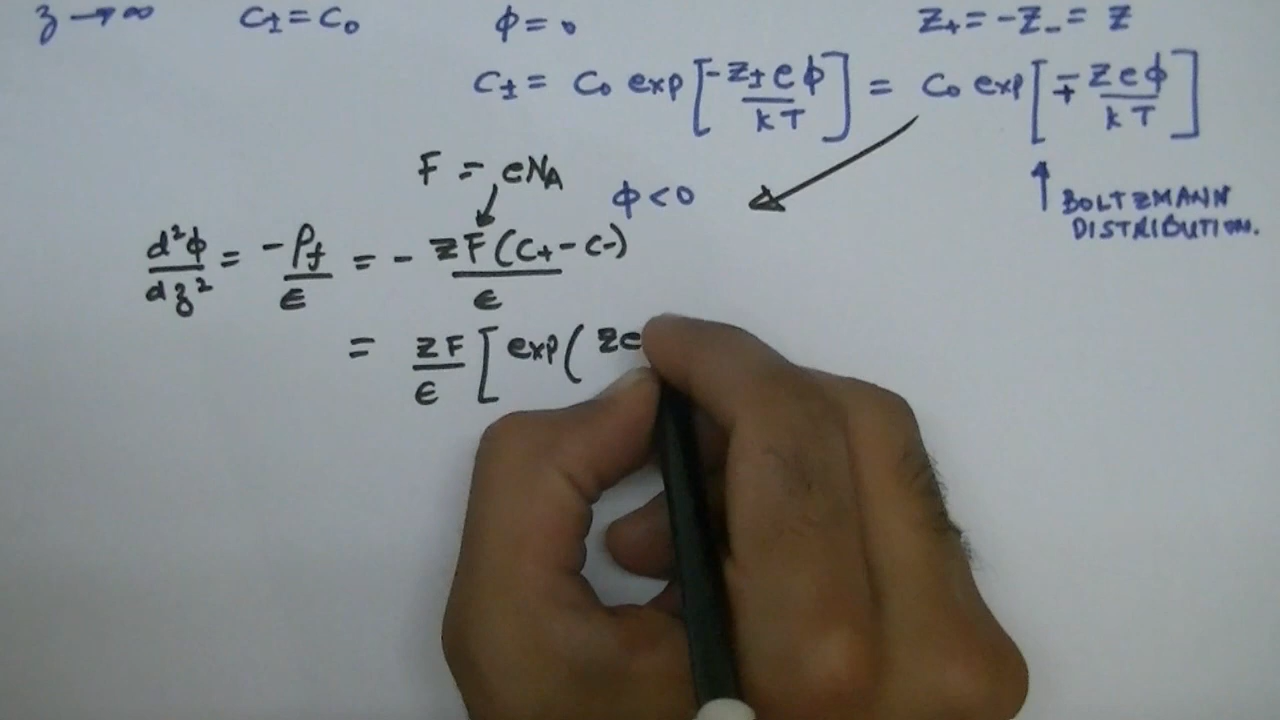 z → ∞ C± = C₀ φ = 0 Z₊ = -Z₋ = Z
C± = C₀ exp[-Z±eφ/kT] = C₀ exp[∓Zeφ/kT]
F = eN_A φ < 0 BOLTZMANN
DISTRIBUTION.
d²φ/dz² = -ρf/ε = - ZF(C₊ - C₋)/ε
= ZF/ε [exp(Ze